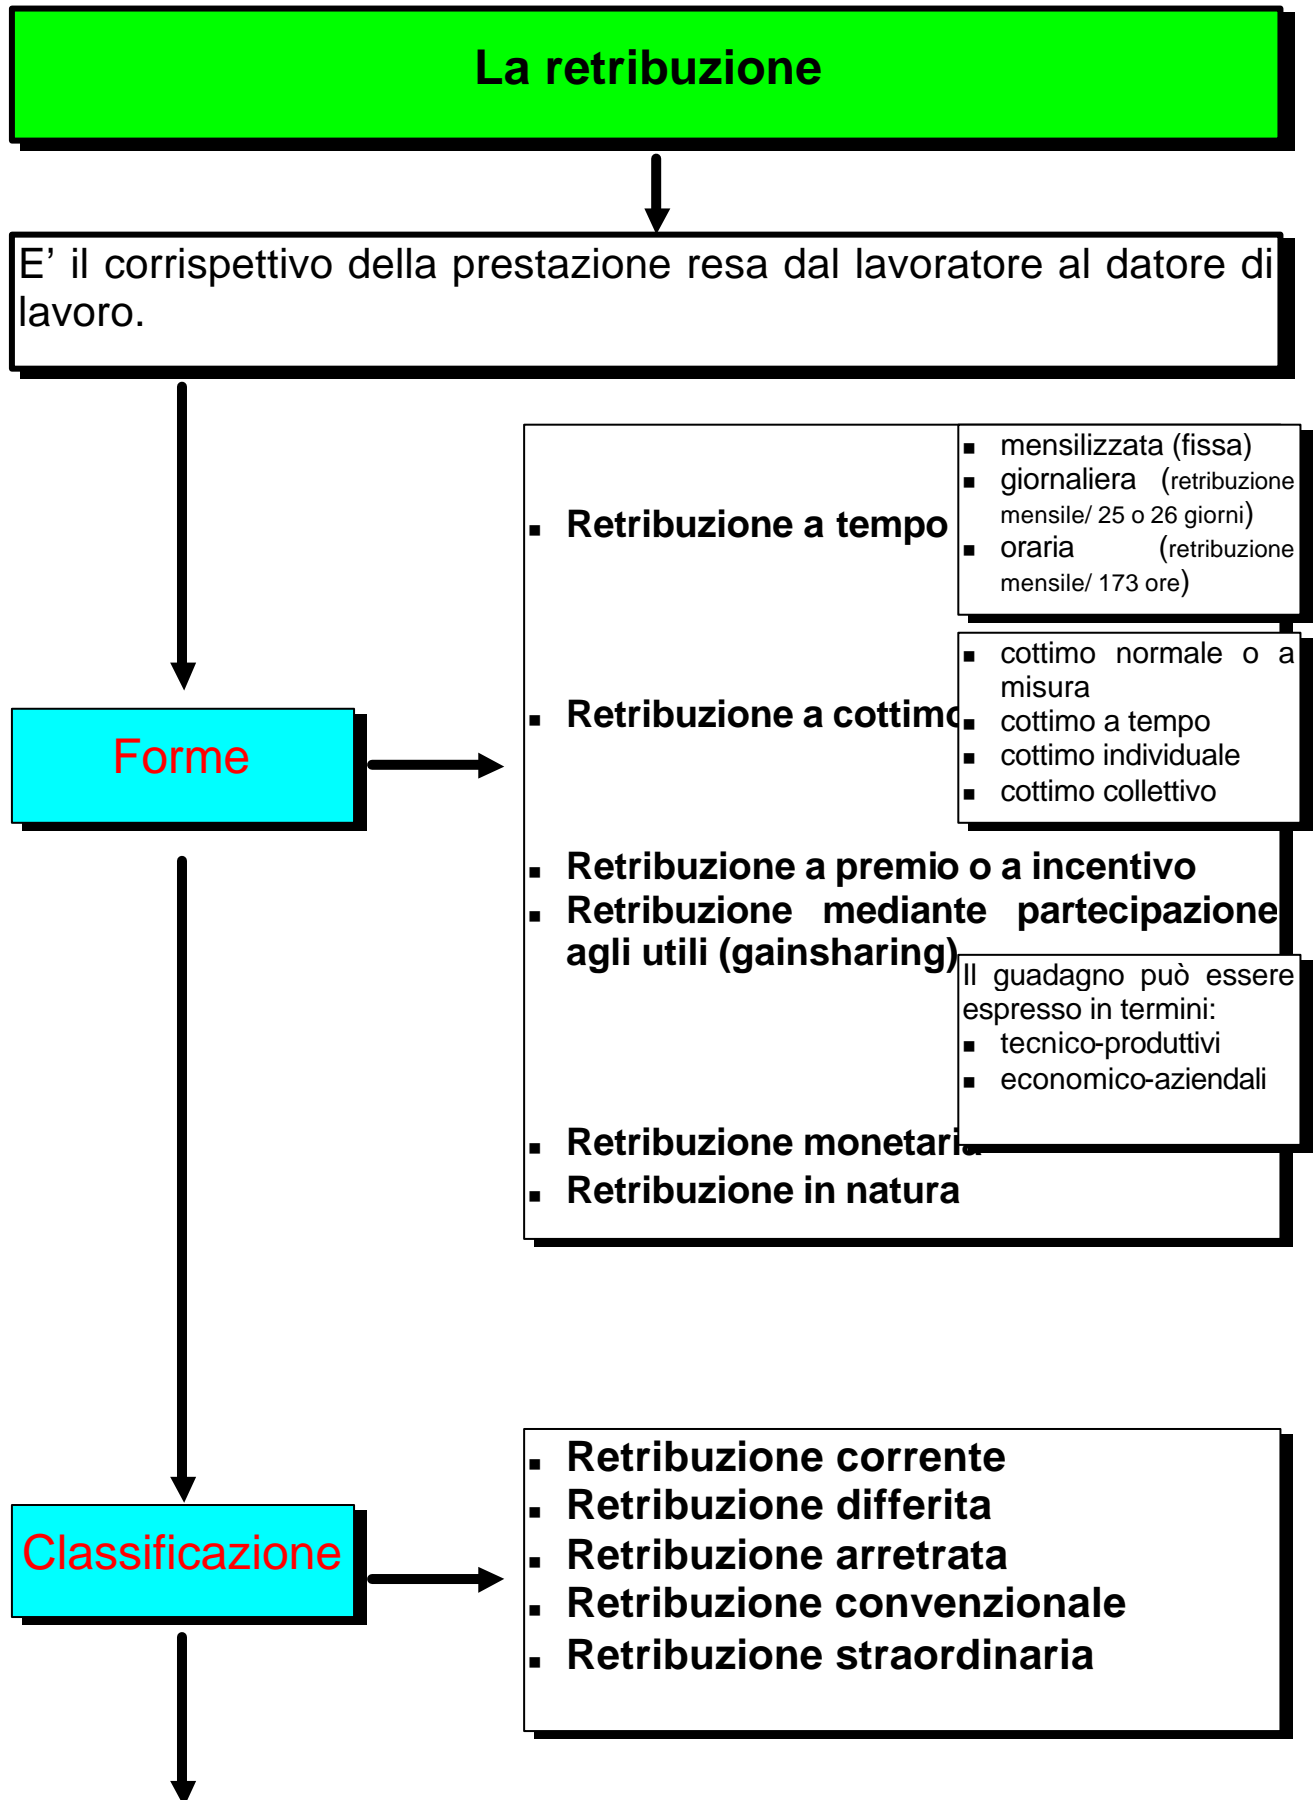 La retribuzione
E’ il corrispettivo della prestazione resa dal lavoratore al datore di
lavoro.
Forme
▪ Retribuzione a tempo
▪ mensilizzata (fissa)
▪ giornaliera (retribuzione
mensile/ 25 o 26 giorni)
▪ oraria (retribuzione
mensile/ 173 ore)
▪ Retribuzione a cottimo
▪ cottimo normale o a
misura
▪ cottimo a tempo
▪ cottimo individuale
▪ cottimo collettivo
▪ Retribuzione a premio o a incentivo
▪ Retribuzione mediante partecipazione
agli utili (gainsharing)
Il guadagno può essere
espresso in termini:
▪ tecnico-produttivi
▪ economico-aziendali
▪ Retribuzione monetaria
▪ Retribuzione in natura
Classificazione
▪ Retribuzione corrente
▪ Retribuzione differita
▪ Retribuzione arretrata
▪ Retribuzione convenzionale
▪ Retribuzione straordinaria